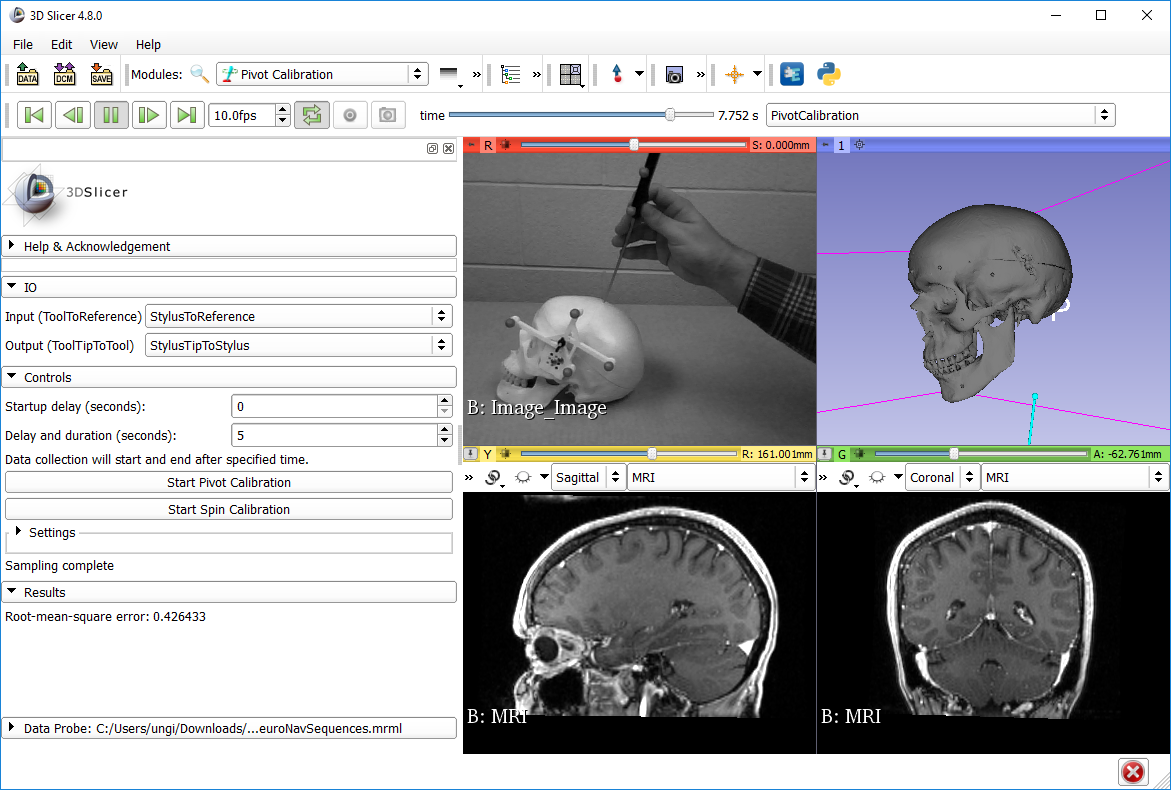 3D Slicer 4.8.0
File Edit View Help
DATA DCM SAVE Modules: Pivot Calibration » » »
10.0fps time 7.752 s PivotCalibration
R S: 0.000mm 1
3DSlicer
Help & Acknowledgement
IO
Input (ToolToReference) StylusToReference
Output (ToolTipToTool) StylusTipToStylus
Controls
Startup delay (seconds): 0
Delay and duration (seconds): 5
Data collection will start and end after specified time.
Start Pivot Calibration
Start Spin Calibration
Settings
Sampling complete
Results
Root-mean-square error: 0.426433
Data Probe: C:/Users/ungi/Downloads/...euroNavSequences.mrml
B: Image_Image
P
Y R: 161.001mm
» Sagittal MRI
B: MRI
G A: -62.761mm
» Coronal MRI
B: MRI